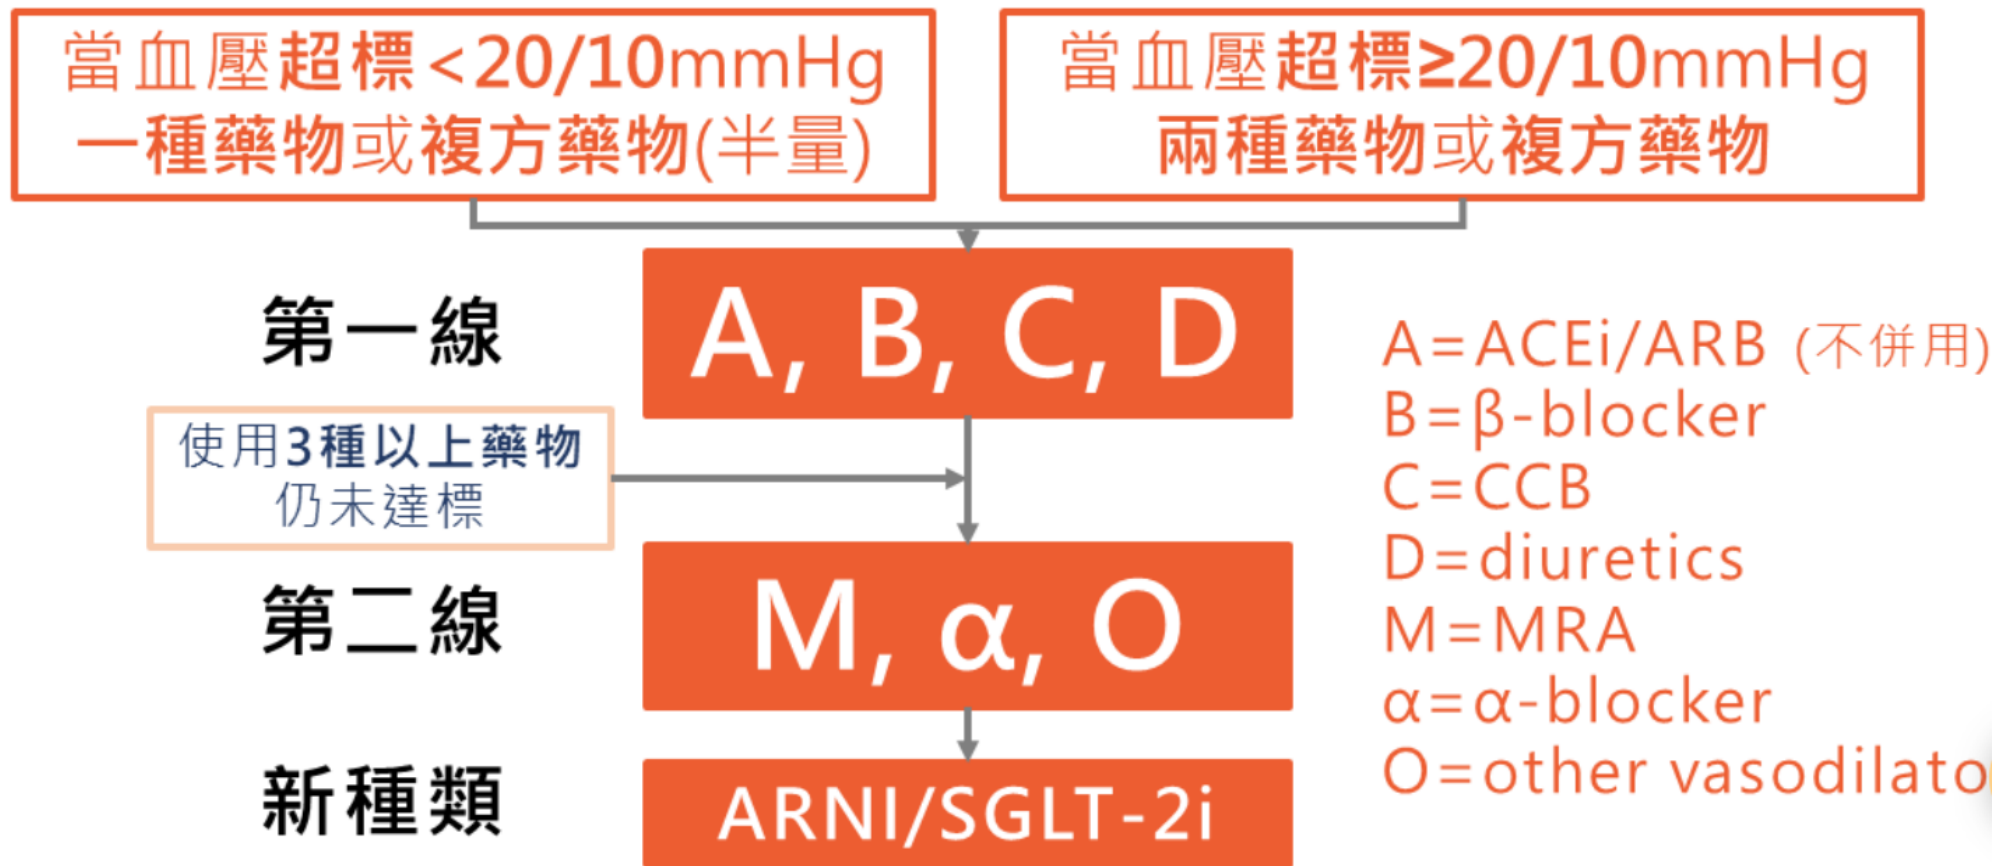 當血壓超標<20/10mmHg
一種藥物或複方藥物(半量)
當血壓超標≥20/10mmHg
兩種藥物或複方藥物
第一線
A, B, C, D
使用3種以上藥物
仍未達標
第二線
M, α, O
新種類
ARNI/SGLT-2i
A=ACEi/ARB (不併用)
B=β-blocker
C=CCB
D=diuretics
M=MRA
α=α-blocker
O=other vasodilato